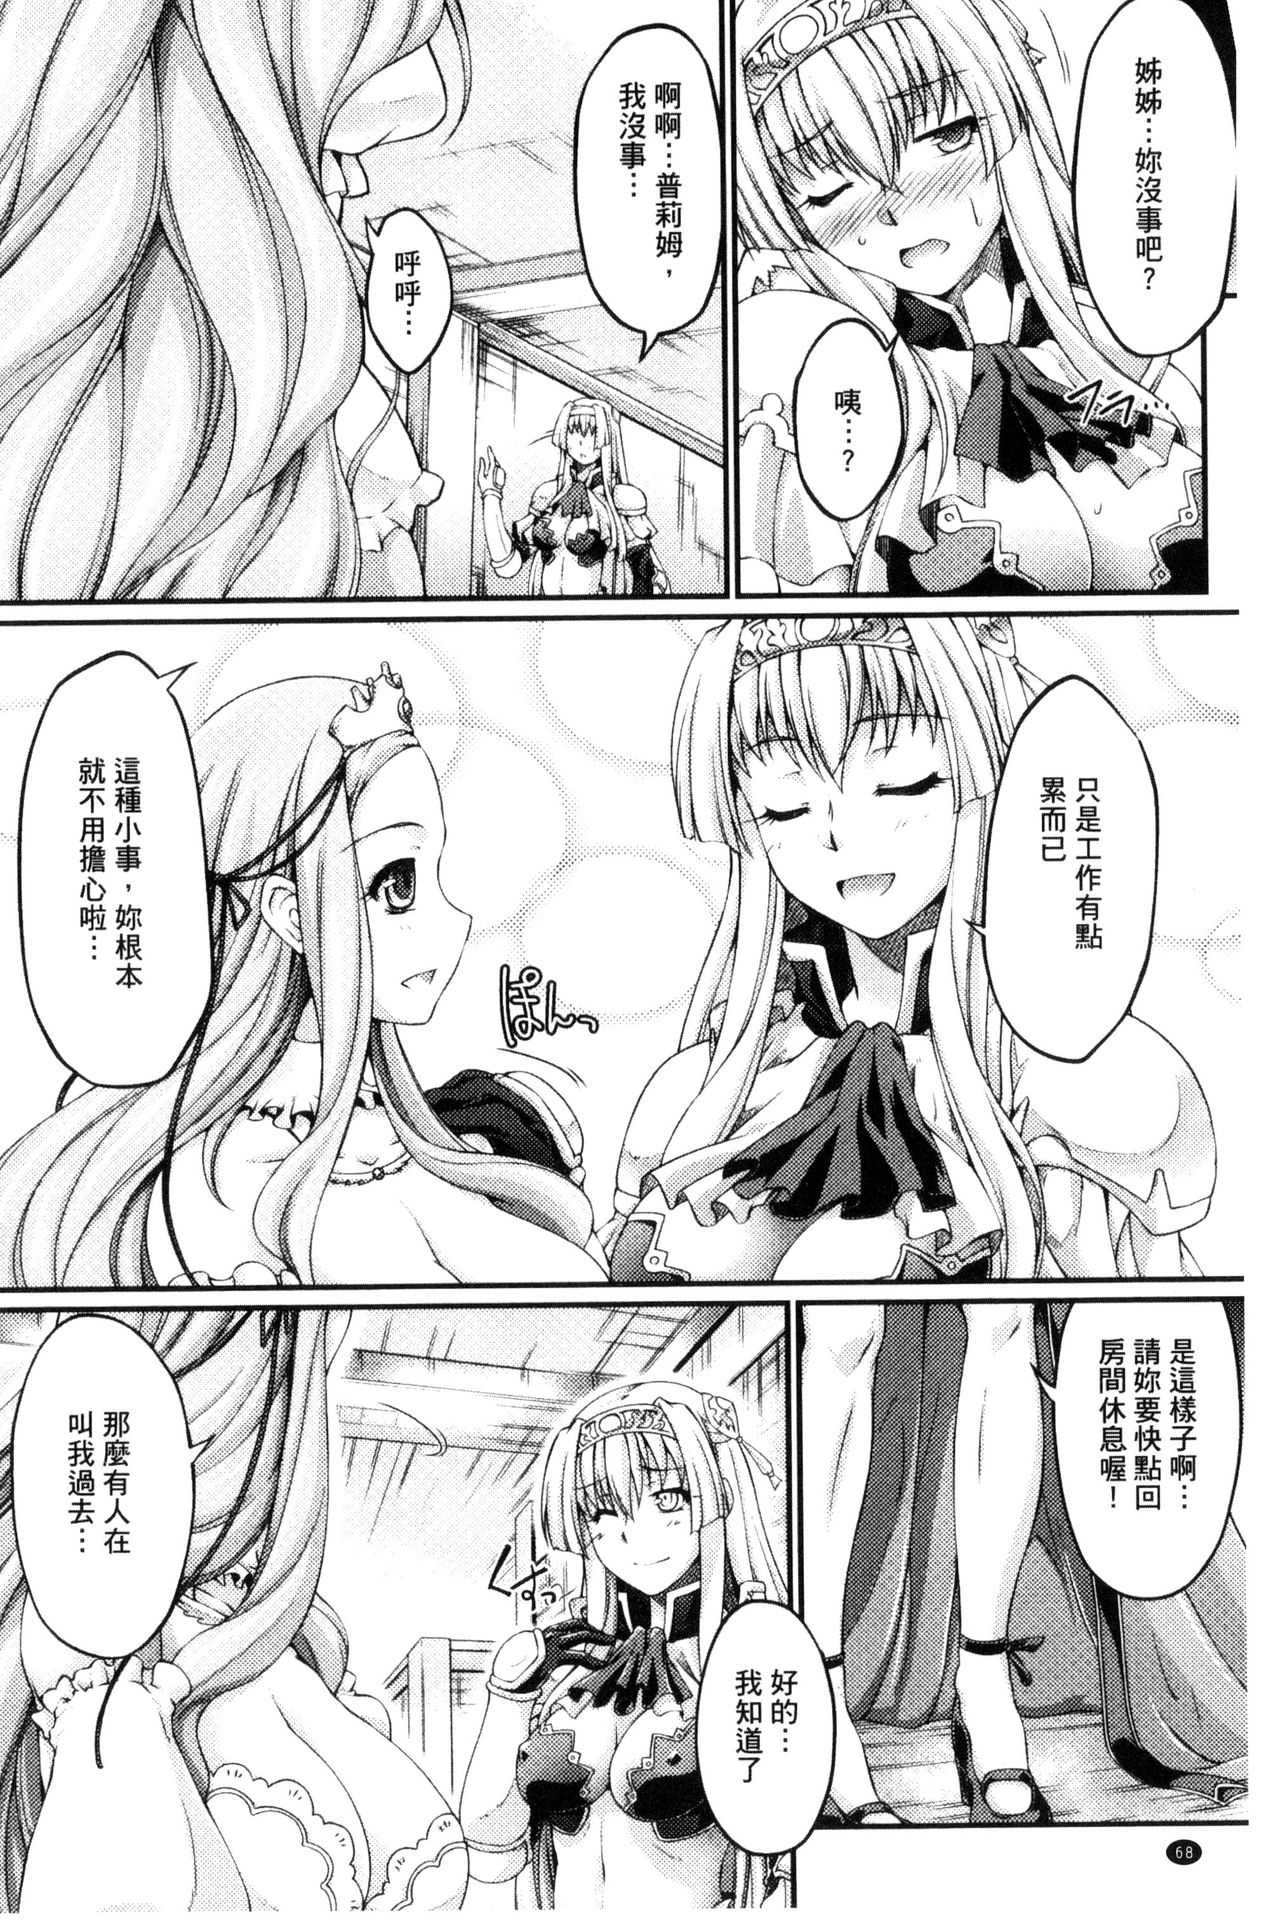 姊姊…妳沒事吧？
咦…？
啊啊…普莉姆，
我沒事…
呼呼…
只是工作有點
累而已
ぽんっ
這種小事，妳根本
就不用擔心啦…
是這樣子啊…
請妳要快點回
房間休息喔！
好的…
我知道了
那麼有人在
叫我過去…
68